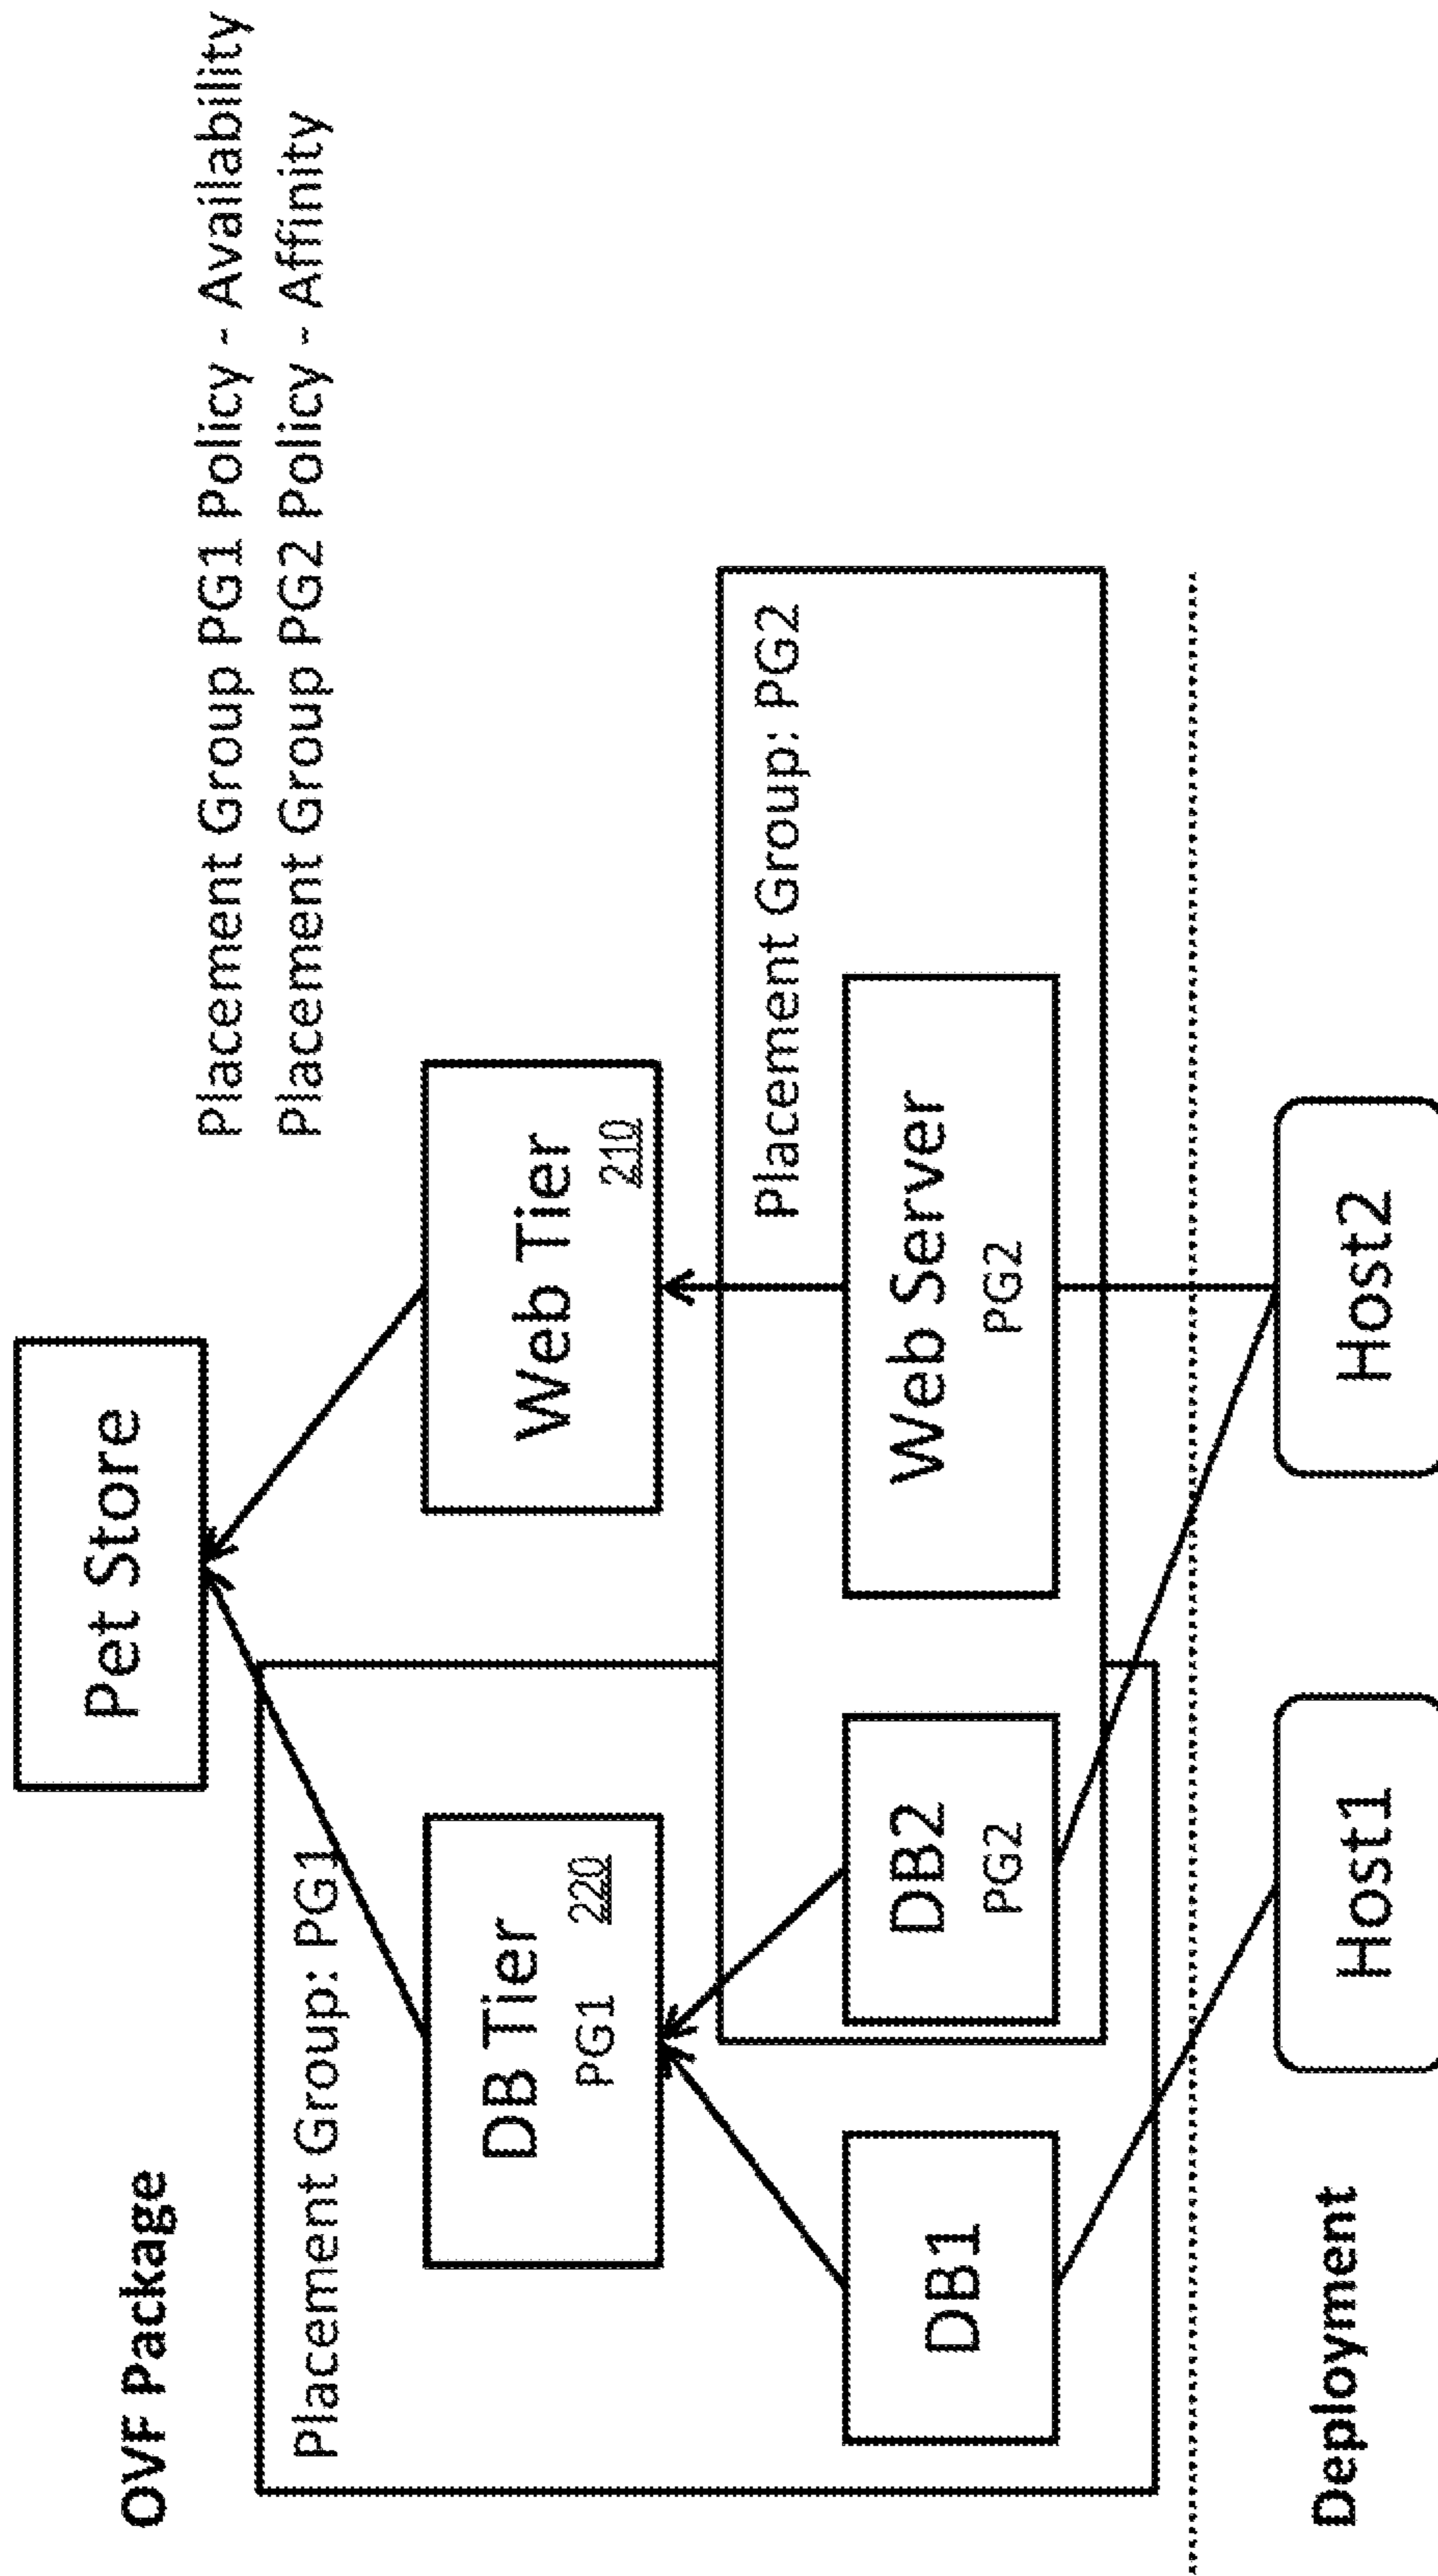 OVF Package
Pet Store
Placement Group PG1 Policy - Availability
Placement Group PG2 Policy - Affinity
Placement Group: PG1
DB Tier
PG1 220
Web Tier
210
Placement Group: PG2
DB1
DB2
PG2
Web Server
PG2
Deployment
Host1
Host2